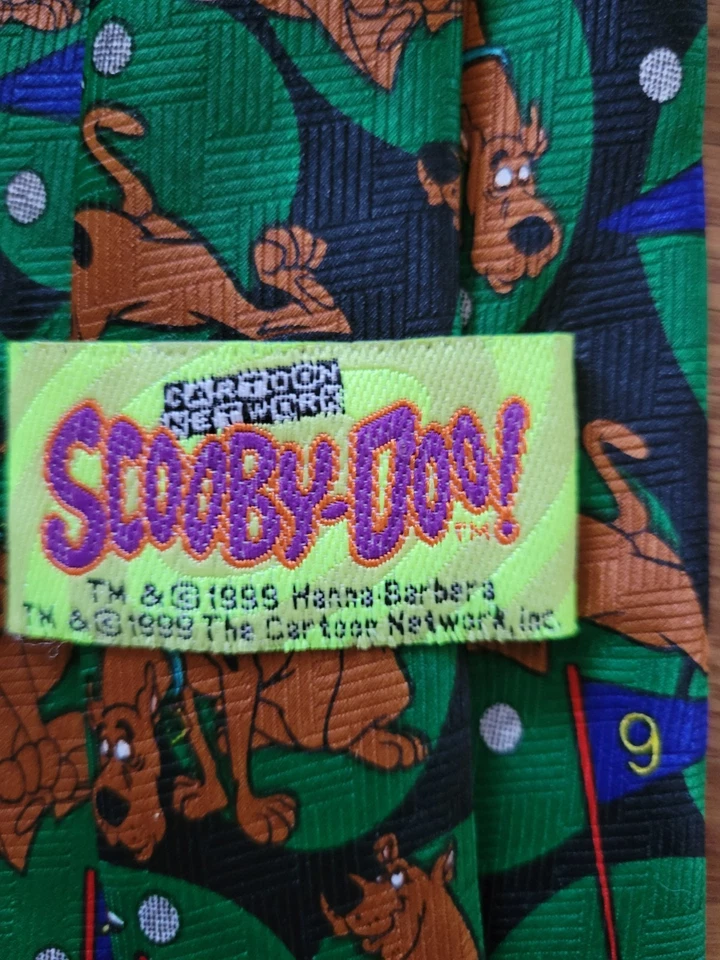 CARTOON
NETWORK
SCOOBY-DOO!
TM
TM & ©1999 Hanna-Barbera
TM & ©1999 The Cartoon Network, inc.
9